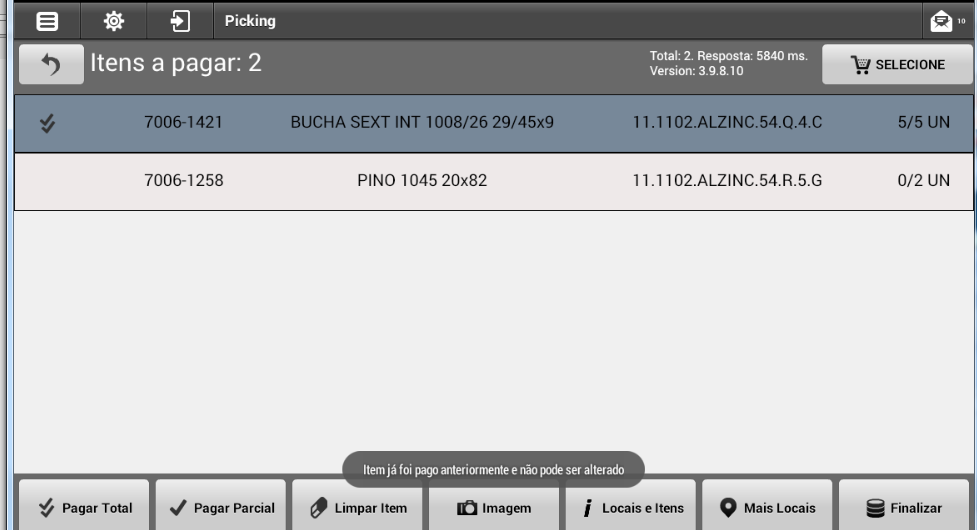 Picking
10
Itens a pagar: 2
Total: 2. Resposta: 5840 ms.
Version: 3.9.8.10
SELECIONE
7006-1421 BUCHA SEXT INT 1008/26 29/45x9 11.1102.ALZINC.54.Q.4.C 5/5 UN
7006-1258 PINO 1045 20x82 11.1102.ALZINC.54.R.5.G 0/2 UN
Item já foi pago anteriormente e não pode ser alterado
Pagar Total Pagar Parcial Limpar Item Imagem Locais e Itens Mais Locais Finalizar